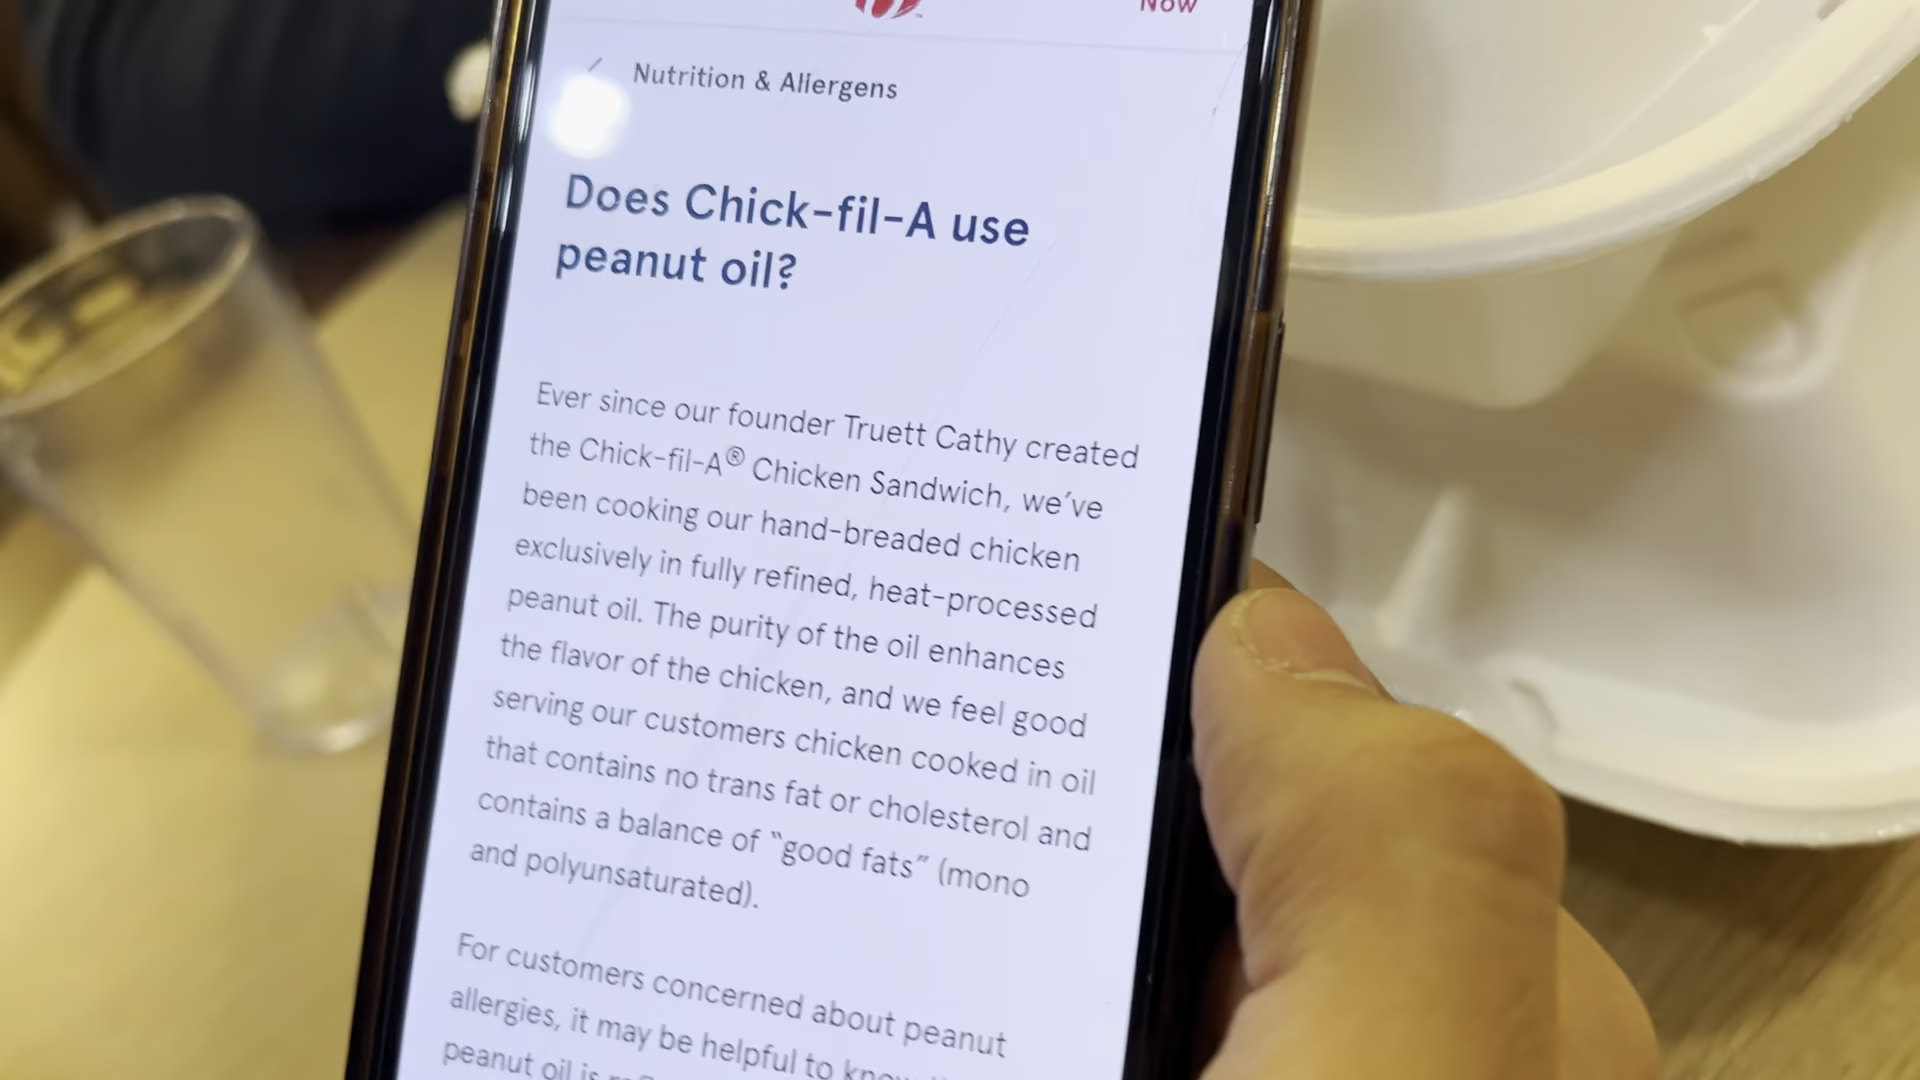 Now
Nutrition & Allergens
Does Chick-fil-A use
peanut oil?
Ever since our founder Truett Cathy created
the Chick-fil-A® Chicken Sandwich, we've
been cooking our hand-breaded chicken
exclusively in fully refined, heat-processed
peanut oil. The purity of the oil enhances
the flavor of the chicken, and we feel good
serving our customers chicken cooked in oil
that contains no trans fat or cholesterol and
contains a balance of “good fats” (mono
and polyunsaturated).
For customers concerned about peanut
allergies, it may be helpful to
peanut oil is